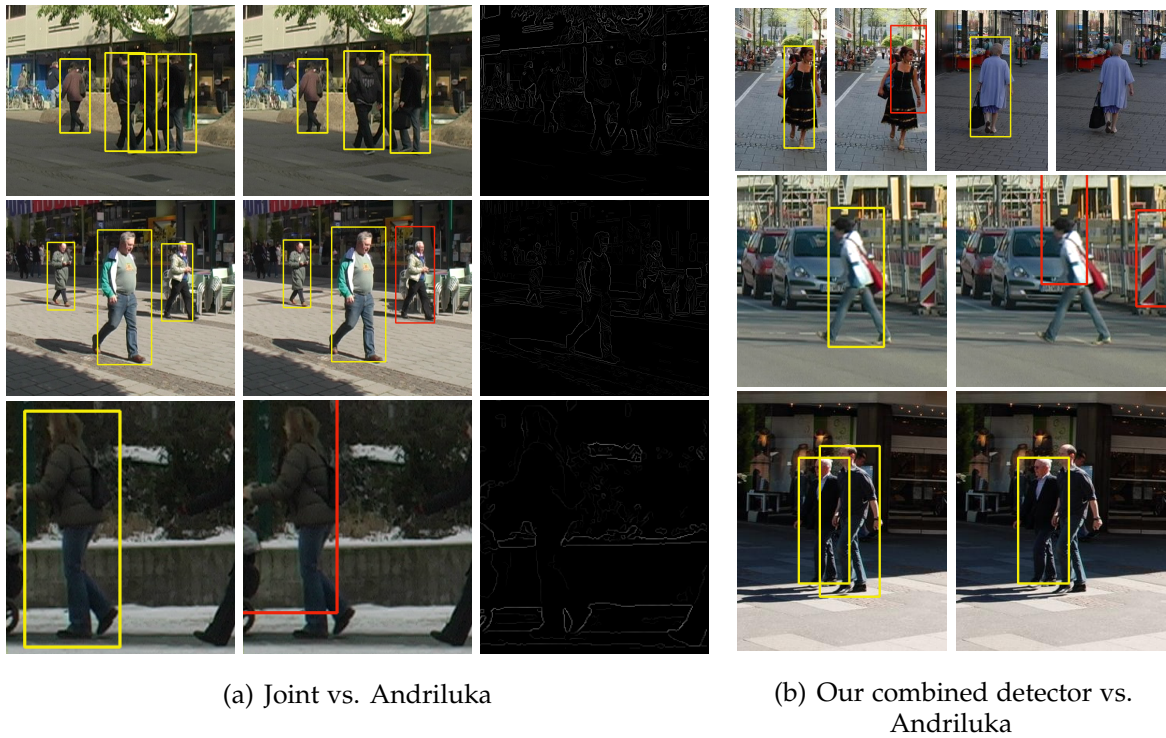 (a) Joint vs. Andriluka
(b) Our combined detector vs.
Andriluka